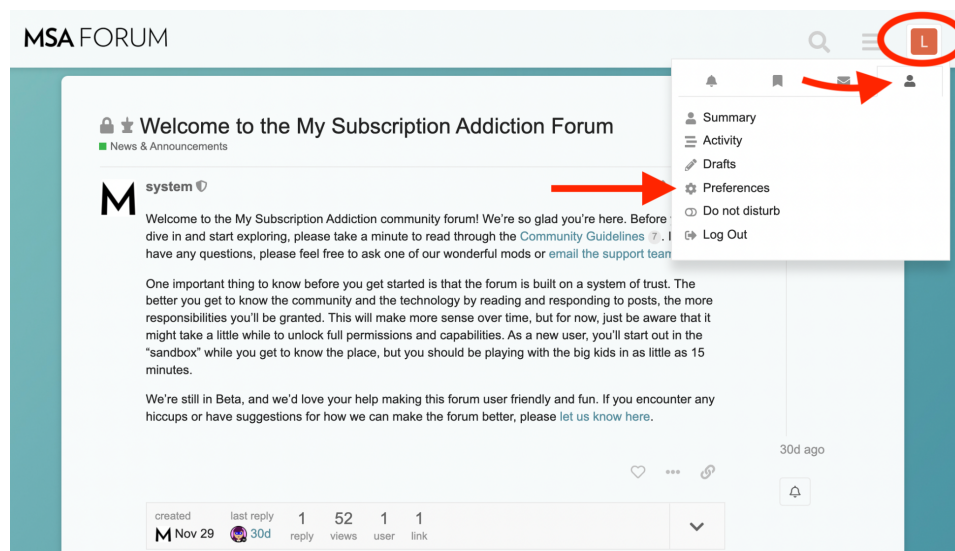 MSA FORUM
L
Welcome to the My Subscription Addiction Forum
News & Announcements
Summary
Activity
Drafts
Preferences
Do not disturb
Log Out
M
system
Welcome to the My Subscription Addiction community forum! We're so glad you're here. Before
dive in and start exploring, please take a minute to read through the Community Guidelines 7 .
have any questions, please feel free to ask one of our wonderful mods or email the support team
One important thing to know before you get started is that the forum is built on a system of trust. The
better you get to know the community and the technology by reading and responding to posts, the more
responsibilities you'll be granted. This will make more sense over time, but for now, just be aware that it
might take a little while to unlock full permissions and capabilities. As a new user, you'll start out in the
“sandbox” while you get to know the place, but you should be playing with the big kids in as little as 15
minutes.
We're still in Beta, and we'd love your help making this forum user friendly and fun. If you encounter any
hiccups or have suggestions for how we can make the forum better, please let us know here.
30d ago
created last reply 1 52 1 1
M Nov 29 30d reply views user link